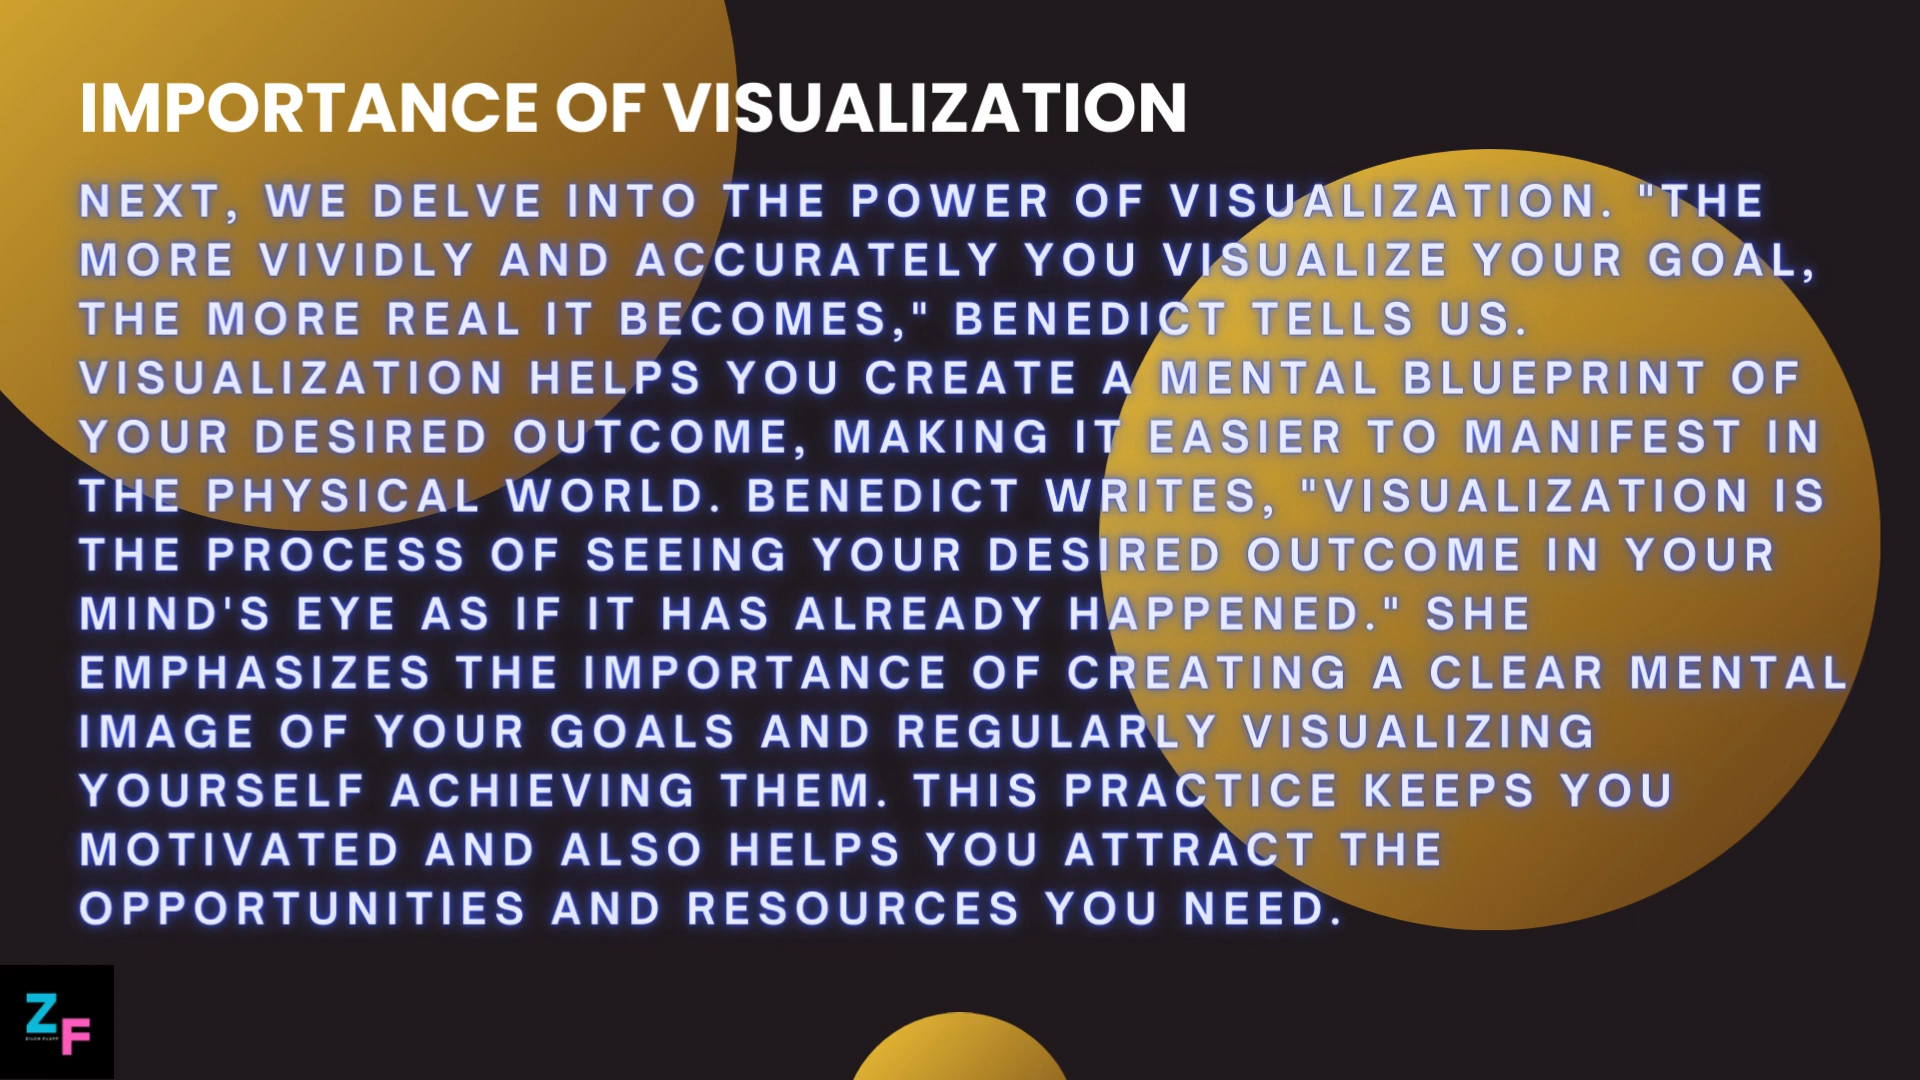 IMPORTANCE OF VISUALIZATION
NEXT, WE DELVE INTO THE POWER OF VISUALIZATION. "THE
MORE VIVIDLY AND ACCURATELY YOU VISUALIZE YOUR GOAL,
THE MORE REAL IT BECOMES," BENEDICT TELLS US.
VISUALIZATION HELPS YOU CREATE A MENTAL BLUEPRINT OF
YOUR DESIRED OUTCOME, MAKING IT EASIER TO MANIFEST IN
THE PHYSICAL WORLD. BENEDICT WRITES, "VISUALIZATION IS
THE PROCESS OF SEEING YOUR DESIRED OUTCOME IN YOUR
MIND'S EYE AS IF IT HAS ALREADY HAPPENED." SHE
EMPHASIZES THE IMPORTANCE OF CREATING A CLEAR MENTAL
IMAGE OF YOUR GOALS AND REGULARLY VISUALIZING
YOURSELF ACHIEVING THEM. THIS PRACTICE KEEPS YOU
MOTIVATED AND ALSO HELPS YOU ATTRACT THE
OPPORTUNITIES AND RESOURCES YOU NEED.
ZF